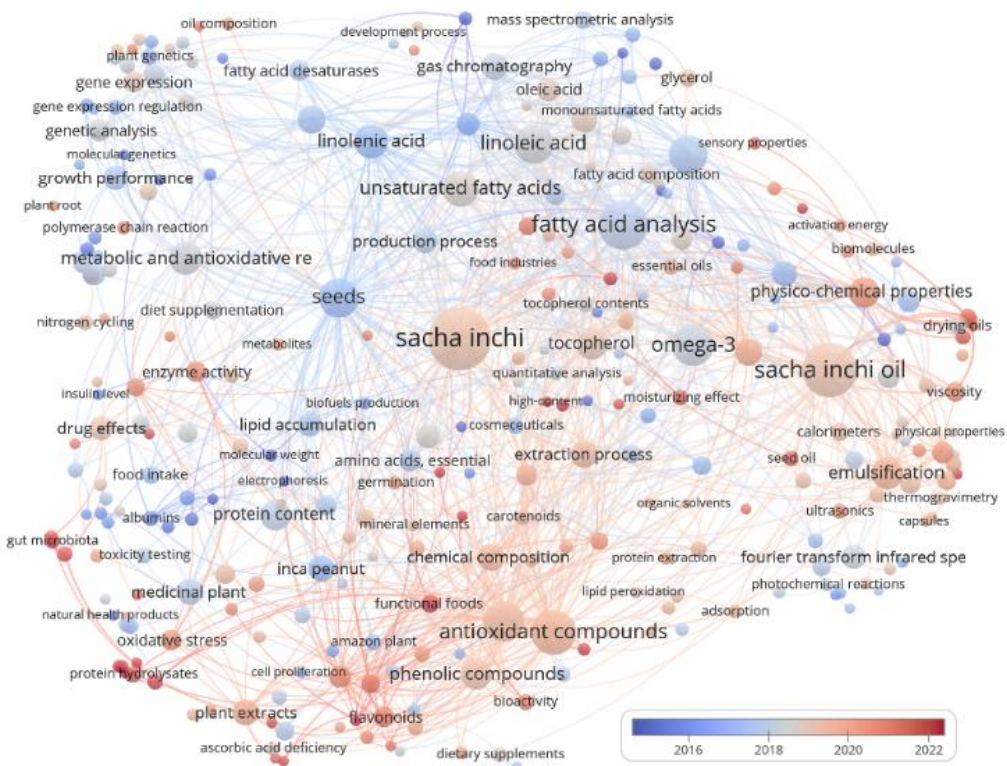 mass spectrometric analysis
oil composition
development process
plant genetics
gas chromatography
fatty acid desaturases
glycerol
gene expression
oleic acid
gene expression regulation
monounsaturated fatty acids
genetic analysis
linolenic acid
linoleic acid
sensory properties
molecular genetics
growth performance
fatty acid composition
unsaturated fatty acids
plant root
fatty acid analysis
activation energy
polymerase chain reaction
production process
biomolecules
metabolic and antioxidative re
food industries
essential oils
physico-chemical properties
seeds
tocopherol contents
diet supplementation
nitrogen cycling
drying oils
sacha inchi
metabolites
tocopherol
omega-3
enzyme activity
quantitative analysis
sacha inchi oil
insulin level
biofuels production
high-content
moisturizing effect
viscosity
drug effects
lipid accumulation
cosmeceuticals
calorimeters
physical properties
molecular weight
amino acids, essential
extraction process
seed oil
food intake
electrophoresis
germination
emulsification
thermogravimetry
albumins
protein content
mineral elements
carotenoids
organic solvents
ultrasonics
capsules
gut microbiota
toxicity testing
inca peanut
chemical composition
protein extraction
fourier transform infrared spe
medicinal plant
lipid peroxidation
photochemical reactions
functional foods
natural health products
adsorption
oxidative stress
amazon plant
antioxidant compounds
protein hydrolysates
cell proliferation
phenolic compounds
bioactivity
plant extracts
flavonoids
ascorbic acid deficiency
dietary supplements
2016 2018 2020 2022